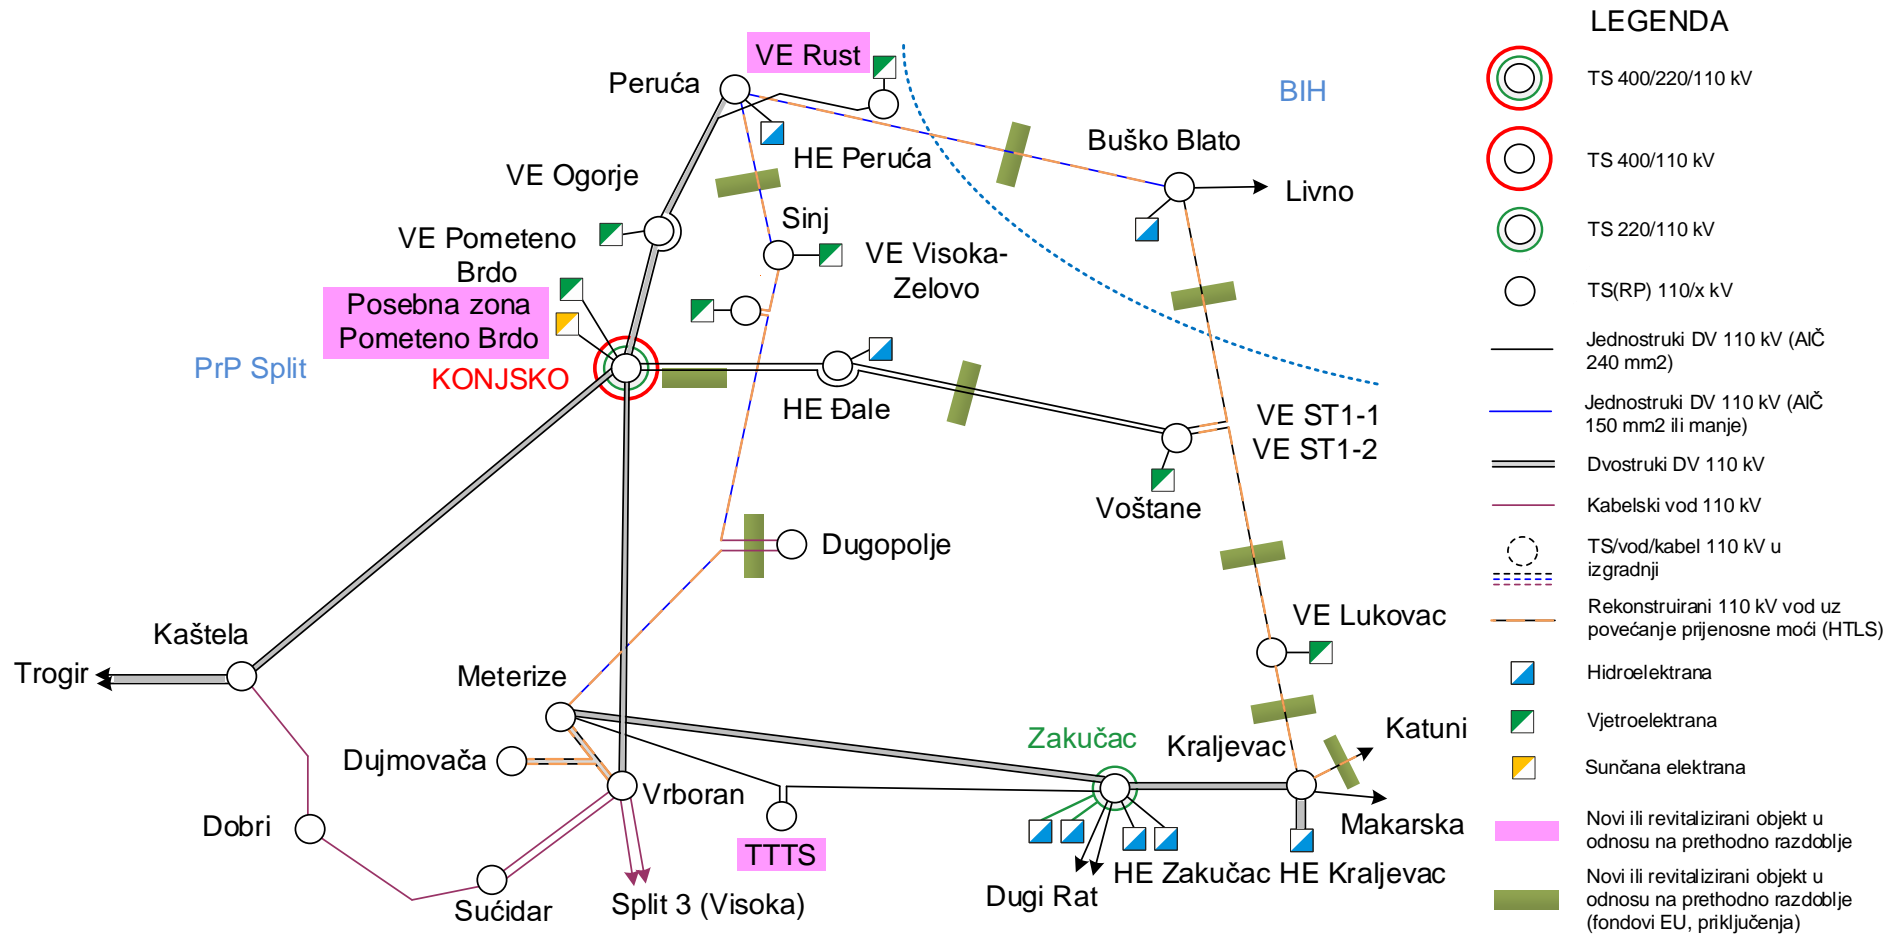 LEGENDA
VE Rust
Peruća
BIH
TS 400/220/110 kV
Buško Blato
HE Peruća
TS 400/110 kV
VE Ogorje
Livno
Sinj
VE Pometeno
Brdo
VE Visoka-
Zelovo
TS 220/110 kV
Posebna zona
Pometeno Brdo
TS(RP) 110/x kV
PrP Split
KONJSKO
Jednostruki DV 110 kV (AIČ
240 mm2)
HE Đale
VE ST1-1
VE ST1-2
Jednostruki DV 110 kV (AIČ
150 mm2 ili manje)
Dvostruki DV 110 kV
Voštane
Kabelski vod 110 kV
Dugopolje
TS/vod/kabel 110 kV u
izgradnji
Kaštela
VE Lukovac
Rekonstruirani 110 kV vod uz
povećanje prijenosne moći (HTLS)
Trogir
Meterize
Hidroelektrana
Zakučac
Kraljevac
Katuni
Vjetroelektrana
Dujmovača
Vrboran
Sunčana elektrana
Dobri
Makarska
Novi ili revitalizirani objekt u
odnosu na prethodno razdoblje
TTTS
HE Zakučac
HE Kraljevac
Dugi Rat
Sućidar
Split 3 (Visoka)
Novi ili revitalizirani objekt u
odnosu na prethodno razdoblje
(fondovi EU, priključenja)